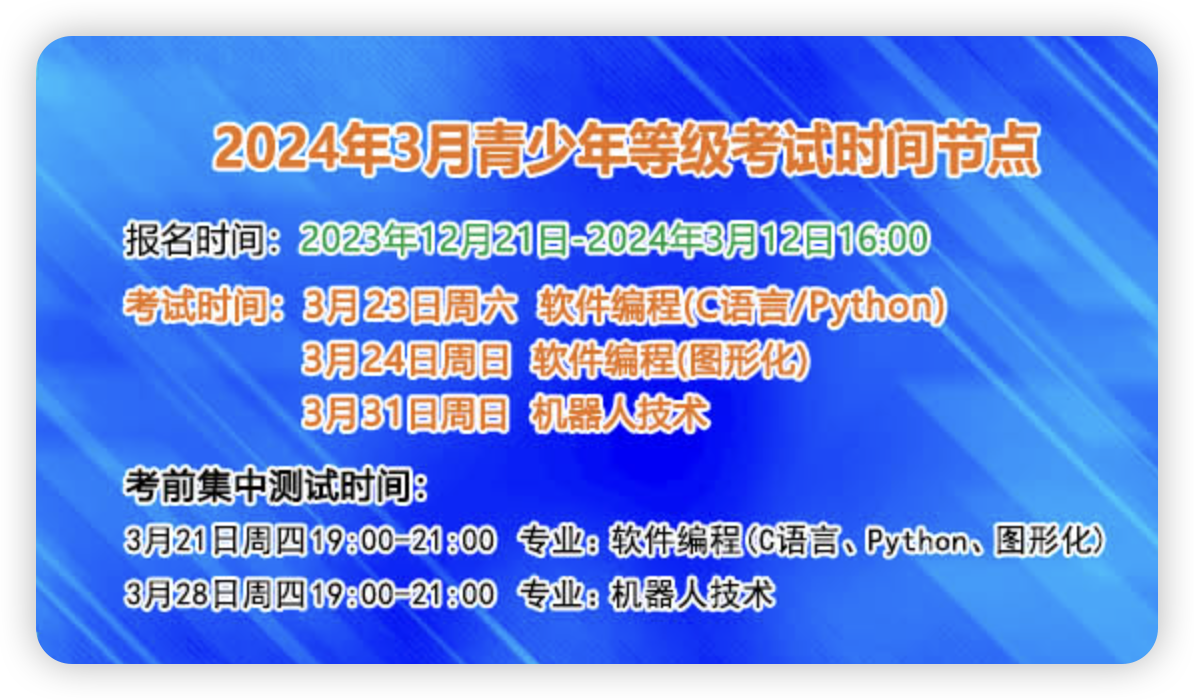 2024年3月青少年等级考试时间节点
报名时间：2023年12月21日-2024年3月12日16:00
考试时间：3月23日周六 软件编程(C语言/Python)
3月24日周日 软件编程(图形化)
3月31日周日 机器人技术
考前集中测试时间：
3月21日周四19:00-21:00 专业：软件编程(C语言、Python、图形化)
3月28日周四19:00-21:00 专业：机器人技术